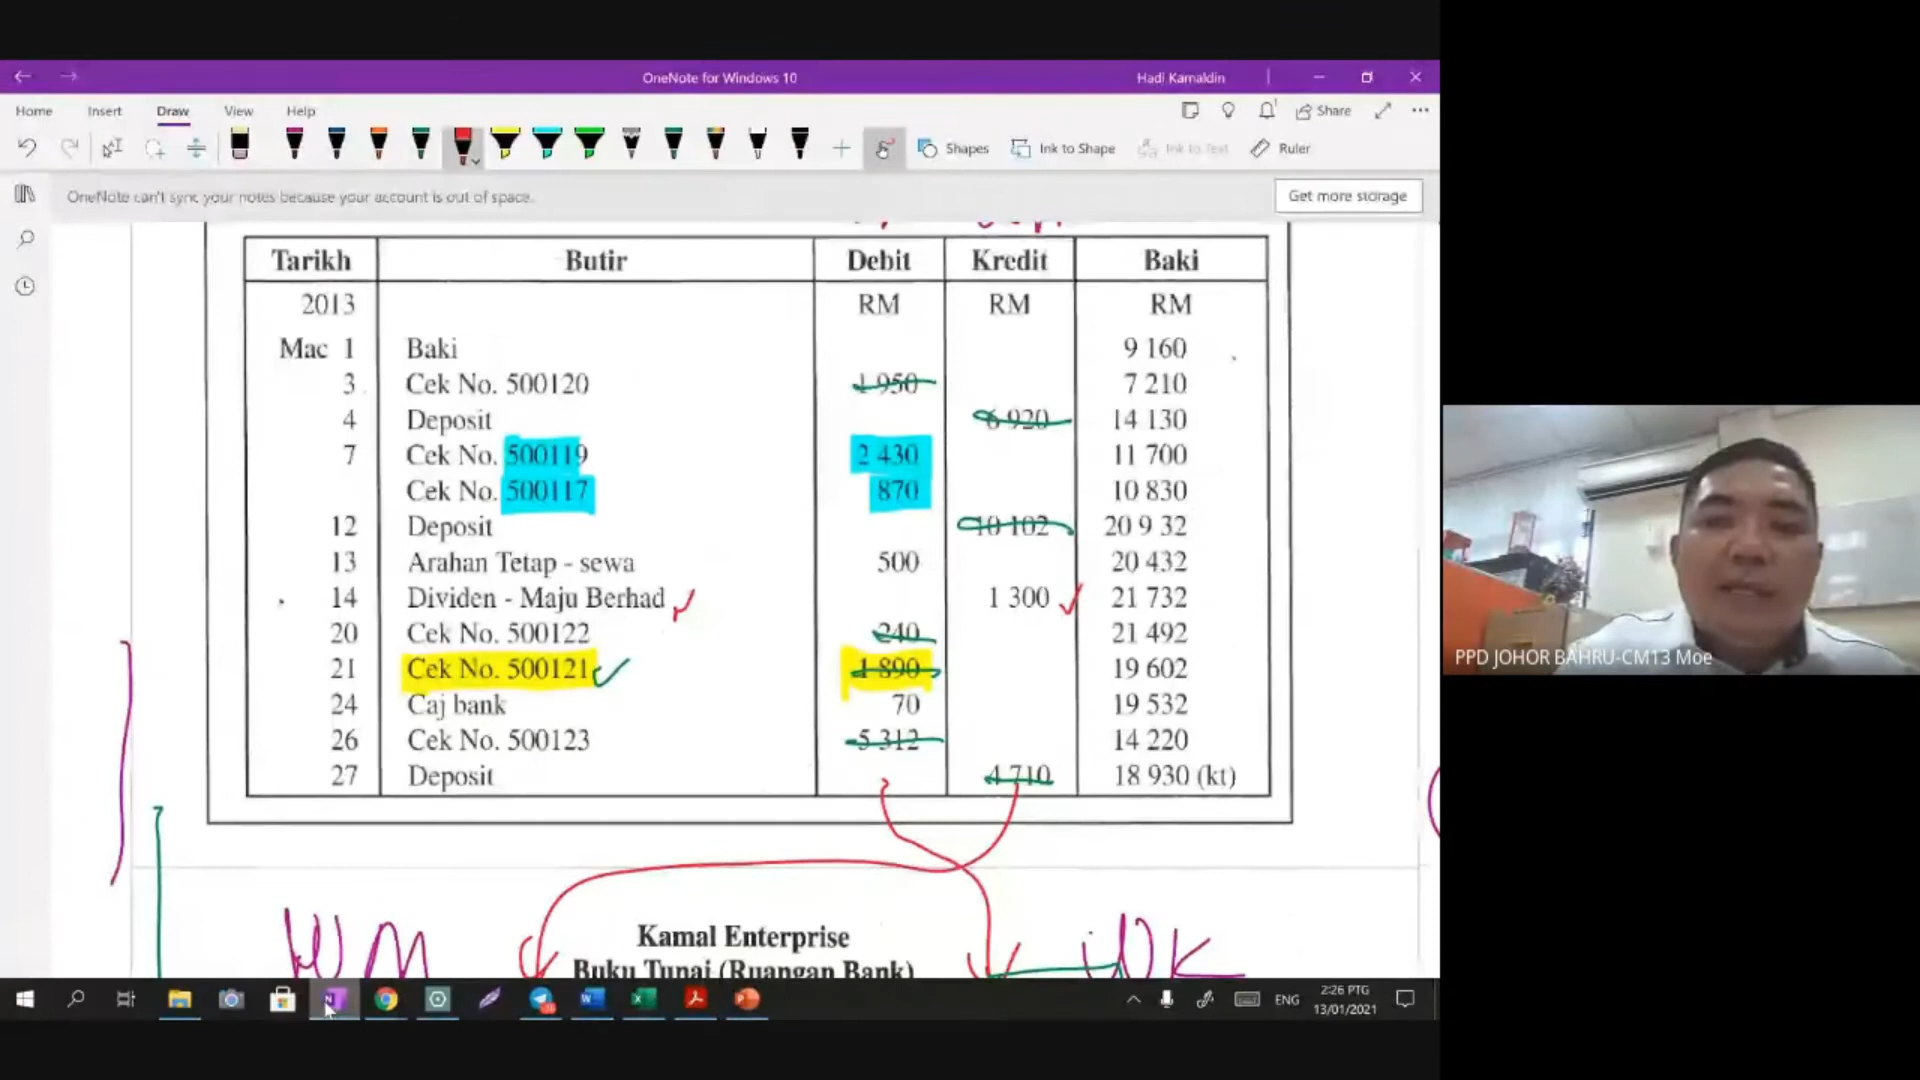 OneNote for Windows 10
Hadi Kamaldin
Home Insert Draw View Help
Share
Shapes Ink to Shape Ink to Text Ruler
OneNote can't sync your notes because your account is out of space.
Get more storage
Tarikh Butir Debit Kredit Baki
2013 RM RM RM
Mac 1 Baki 9 160
3 Cek No. 500120 1 950 7 210
4 Deposit 6 920 14 130
7 Cek No. 500119 2 430 11 700
Cek No. 500117 870 10 830
12 Deposit 10 102 20 9 32
13 Arahan Tetap - sewa 500 20 432
14 Dividen - Maju Berhad 1 300 21 732
20 Cek No. 500122 240 21 492
21 Cek No. 500121 1 890 19 602
24 Caj bank 70 19 532
26 Cek No. 500123 5 312 14 220
27 Deposit 4 710 18 930 (kt)
PPD JOHOR BAHRU-CM13 Moe
Kamal Enterprise
Buku Tunai (Ruangan Bank)
ENG
2:26 PTG
13/01/2021